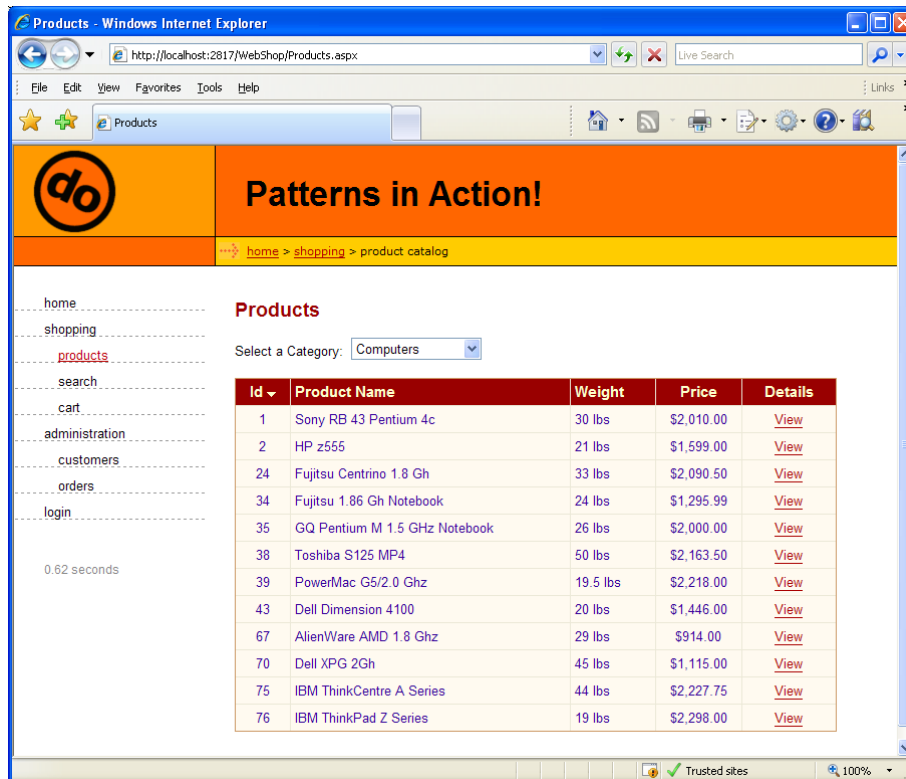 Products - Windows Internet Explorer
http://localhost:2817/WebShop/Products.aspx
Live Search
File Edit View Favorites Tools Help
Links
Products
do
Patterns in Action!
home > shopping > product catalog
home
shopping
products
search
cart
administration
customers
orders
login
0.62 seconds
Products
Select a Category: Computers
Id Product Name Weight Price Details
1 Sony RB 43 Pentium 4c 30 lbs $2,010.00 View
2 HP z555 21 lbs $1,599.00 View
24 Fujitsu Centrino 1.8 Gh 33 lbs $2,090.50 View
34 Fujitsu 1.86 Gh Notebook 24 lbs $1,295.99 View
35 GQ Pentium M 1.5 GHz Notebook 26 lbs $2,000.00 View
38 Toshiba S125 MP4 50 lbs $2,163.50 View
39 PowerMac G5/2.0 Ghz 19.5 lbs $2,218.00 View
43 Dell Dimension 4100 20 lbs $1,446.00 View
67 AlienWare AMD 1.8 Ghz 29 lbs $914.00 View
70 Dell XPG 2Gh 45 lbs $1,115.00 View
75 IBM ThinkCentre A Series 44 lbs $2,227.75 View
76 IBM ThinkPad Z Series 19 lbs $2,298.00 View
Trusted sites
100%